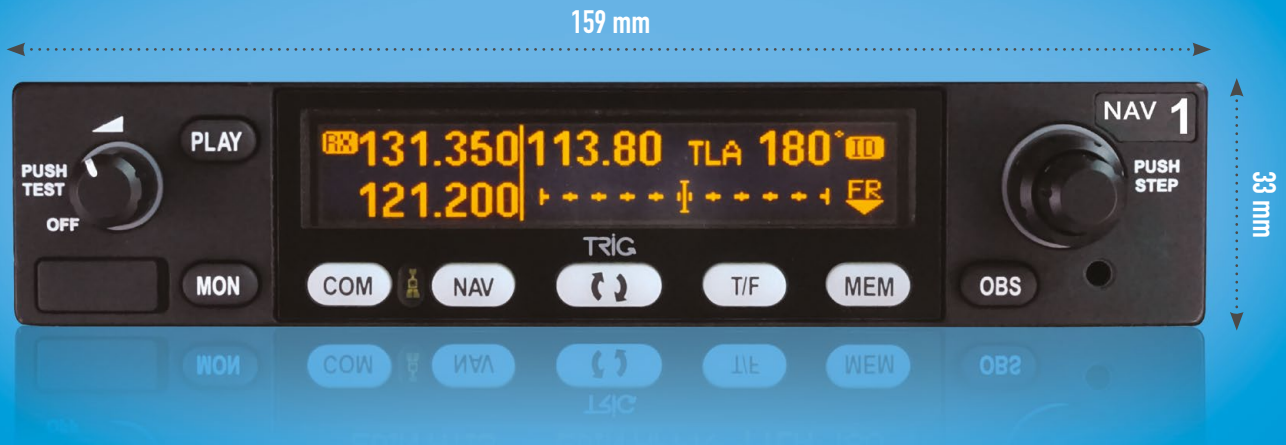 159 mm
NAV 1
PLAY
PUSH
TEST
OFF
RX 131.350 113.80 TLA 180° ID
121.200 FR
PUSH
STEP
33 mm
TRIG
MON
COM NAV T/F MEM
OBS